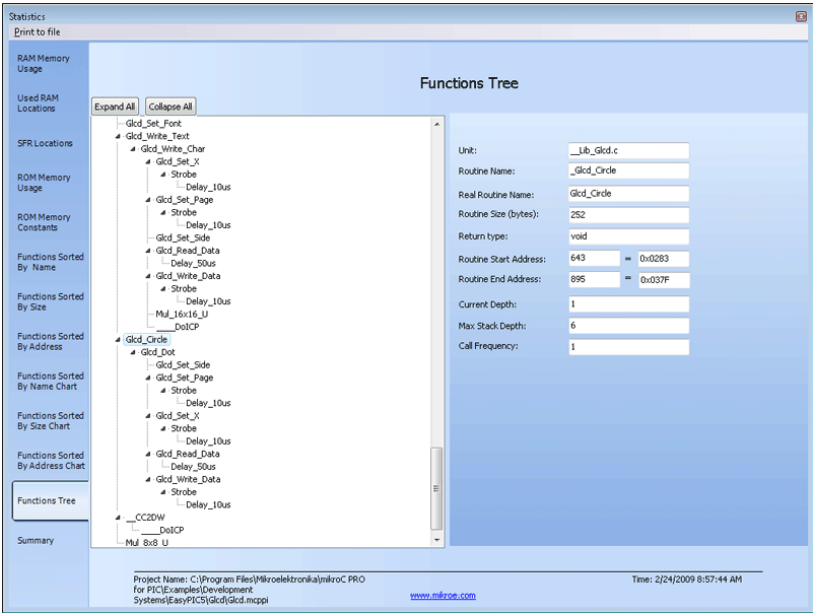 Statistics
Print to file
RAM Memory
Usage
Used RAM
Locations
SFR Locations
ROM Memory
Usage
ROM Memory
Constants
Functions Sorted
By Name
Functions Sorted
By Size
Functions Sorted
By Address
Functions Sorted
By Name Chart
Functions Sorted
By Size Chart
Functions Sorted
By Address Chart
Functions Tree
Summary
Functions Tree
Expand All Collapse All
Glcd_Set_Font
Glcd_Write_Text
Glcd_Write_Char
Glcd_Set_X
Strobe
Delay_10us
Glcd_Set_Page
Strobe
Delay_10us
Glcd_Set_Side
Glcd_Read_Data
Delay_50us
Glcd_Write_Data
Strobe
Delay_10us
Mul_16x16_U
____DoICP
Glcd_Circle
Glcd_Dot
Glcd_Set_Side
Glcd_Set_Page
Strobe
Delay_10us
Glcd_Set_X
Strobe
Delay_10us
Glcd_Read_Data
Delay_50us
Glcd_Write_Data
Strobe
Delay_10us
__CC2DW
____DoICP
Mul_8x8_U
Unit: __Lib_Glcd.c
Routine Name: _Glcd_Circle
Real Routine Name: Glcd_Circle
Routine Size (bytes): 252
Return type: void
Routine Start Address: 643 = 0x0283
Routine End Address: 895 = 0x037F
Current Depth: 1
Max Stack Depth: 6
Call Frequency: 1
Project Name: C:\Program Files\Mikroelektronika\mikroC PRO
for PIC\Examples\Development
Systems\EasyPIC5\Glcd\Glcd.mcppi
www.mikroe.com
Time: 2/24/2009 8:57:44 AM